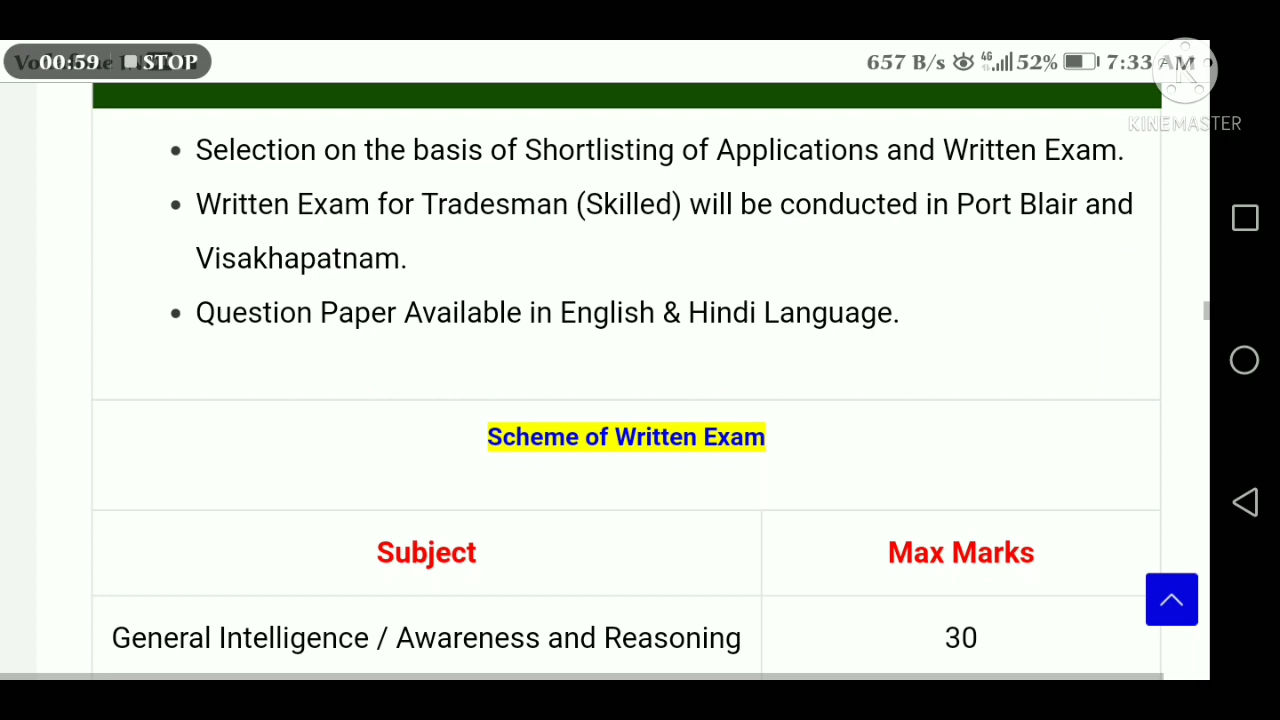 00:59 STOP
657 B/s 4G 52% 7:33 AM
KINEMASTER
Selection on the basis of Shortlisting of Applications and Written Exam.
Written Exam for Tradesman (Skilled) will be conducted in Port Blair and
Visakhapatnam.
Question Paper Available in English & Hindi Language.
Scheme of Written Exam
Subject
Max Marks
General Intelligence / Awareness and Reasoning
30